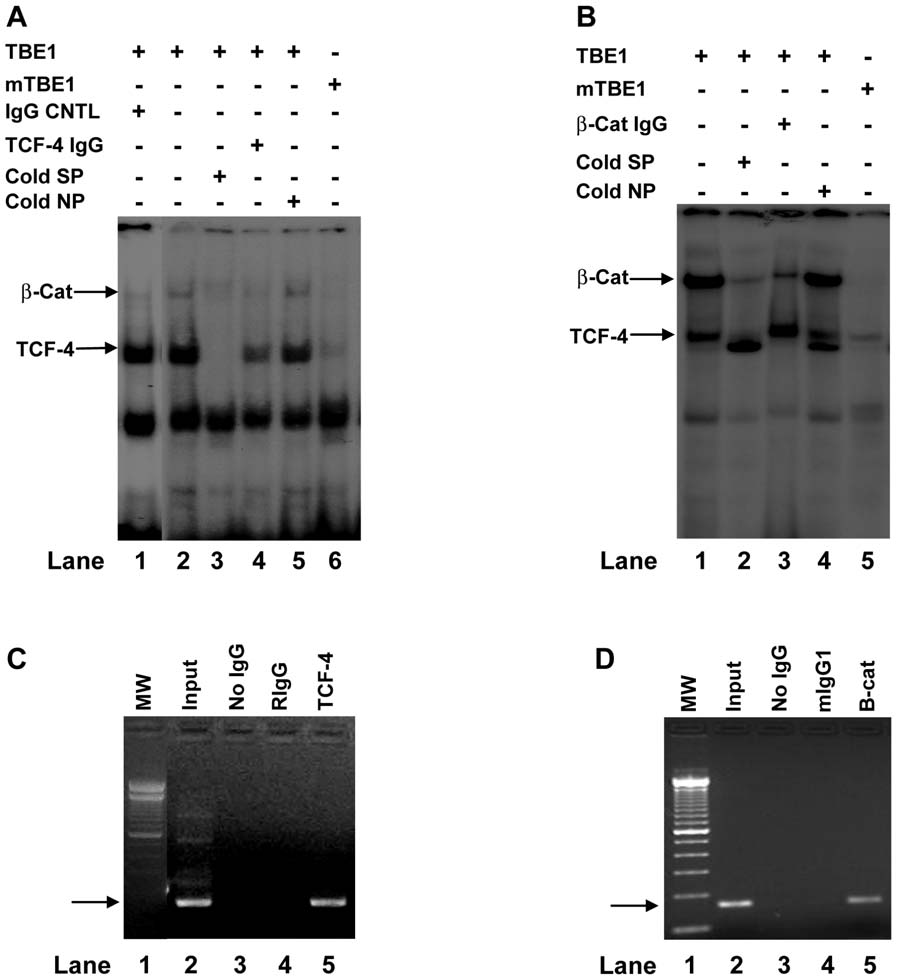 A
TBE1 + + + + + -
mTBE1 - - - - - +
IgG CNTL + - - - - -
TCF-4 IgG - - - + - -
Cold SP - - + - - -
Cold NP - - - - + -
β-Cat
TCF-4
Lane 1 2 3 4 5 6
B
TBE1 + + + + -
mTBE1 - - - - +
β-Cat IgG - - + - -
Cold SP - + - - -
Cold NP - - - + -
β-Cat
TCF-4
Lane 1 2 3 4 5
C
MW
Input
No IgG
RIgG
TCF-4
Lane 1 2 3 4 5
D
MW
Input
No IgG
mIgG1
B-cat
Lane 1 2 3 4 5